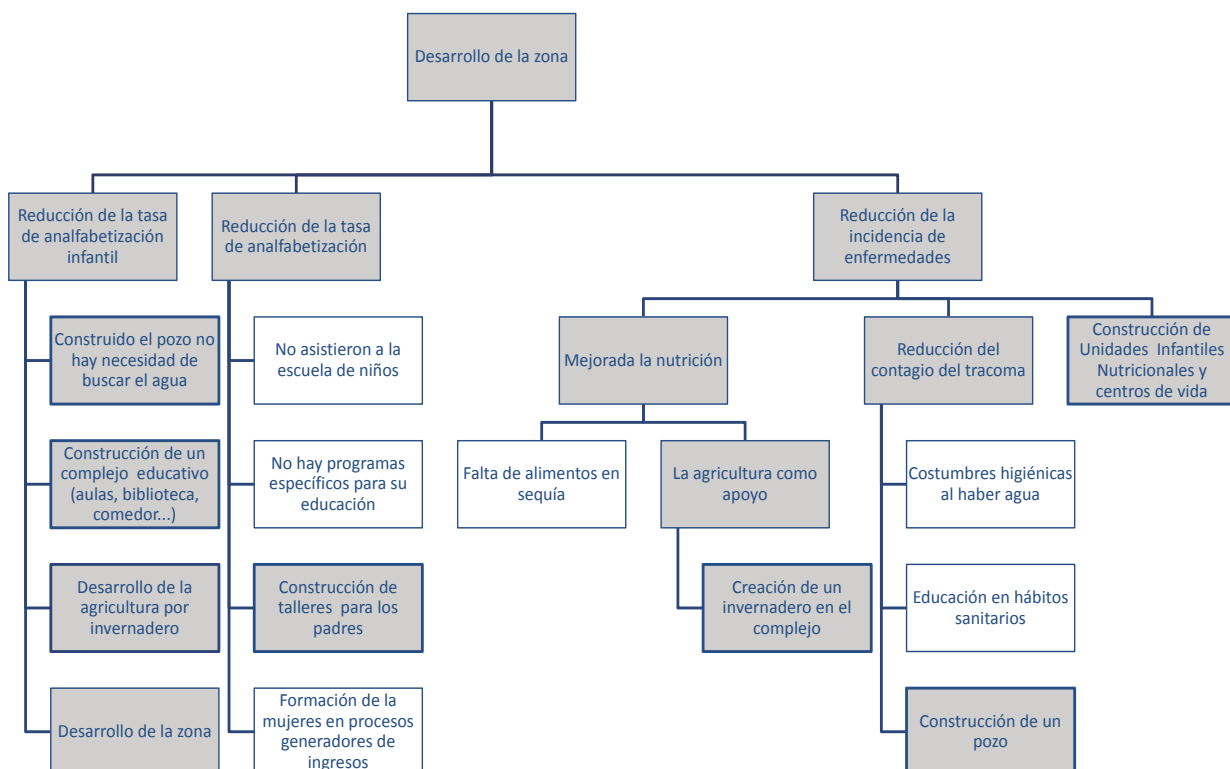 Desarrollo de la zona
Reducción de la tasa
de analfabetización
infantil
Reducción de la tasa
de analfabetización
Reducción de la
incidencia de
enfermedades
Construido el pozo no
hay necesidad de
buscar el agua
No asistieron a la
escuela de niños
Mejorada la nutrición
Reducción del
contagio del tracoma
Construcción de
Unidades Infantiles
Nutricionales y
centros de vida
Construcción de un
complejo educativo
(aulas, biblioteca,
comedor...)
No hay programas
específicos para su
educación
Falta de alimentos en
sequía
La agricultura como
apoyo
Costumbres higiénicas
al haber agua
Desarrollo de la
agricultura por
invernadero
Construcción de
talleres para los
padres
Creación de un
invernadero en el
complejo
Educación en hábitos
sanitarios
Desarrollo de la zona
Formación de la
mujeres en procesos
generadores de
ingresos
Construcción de un
pozo